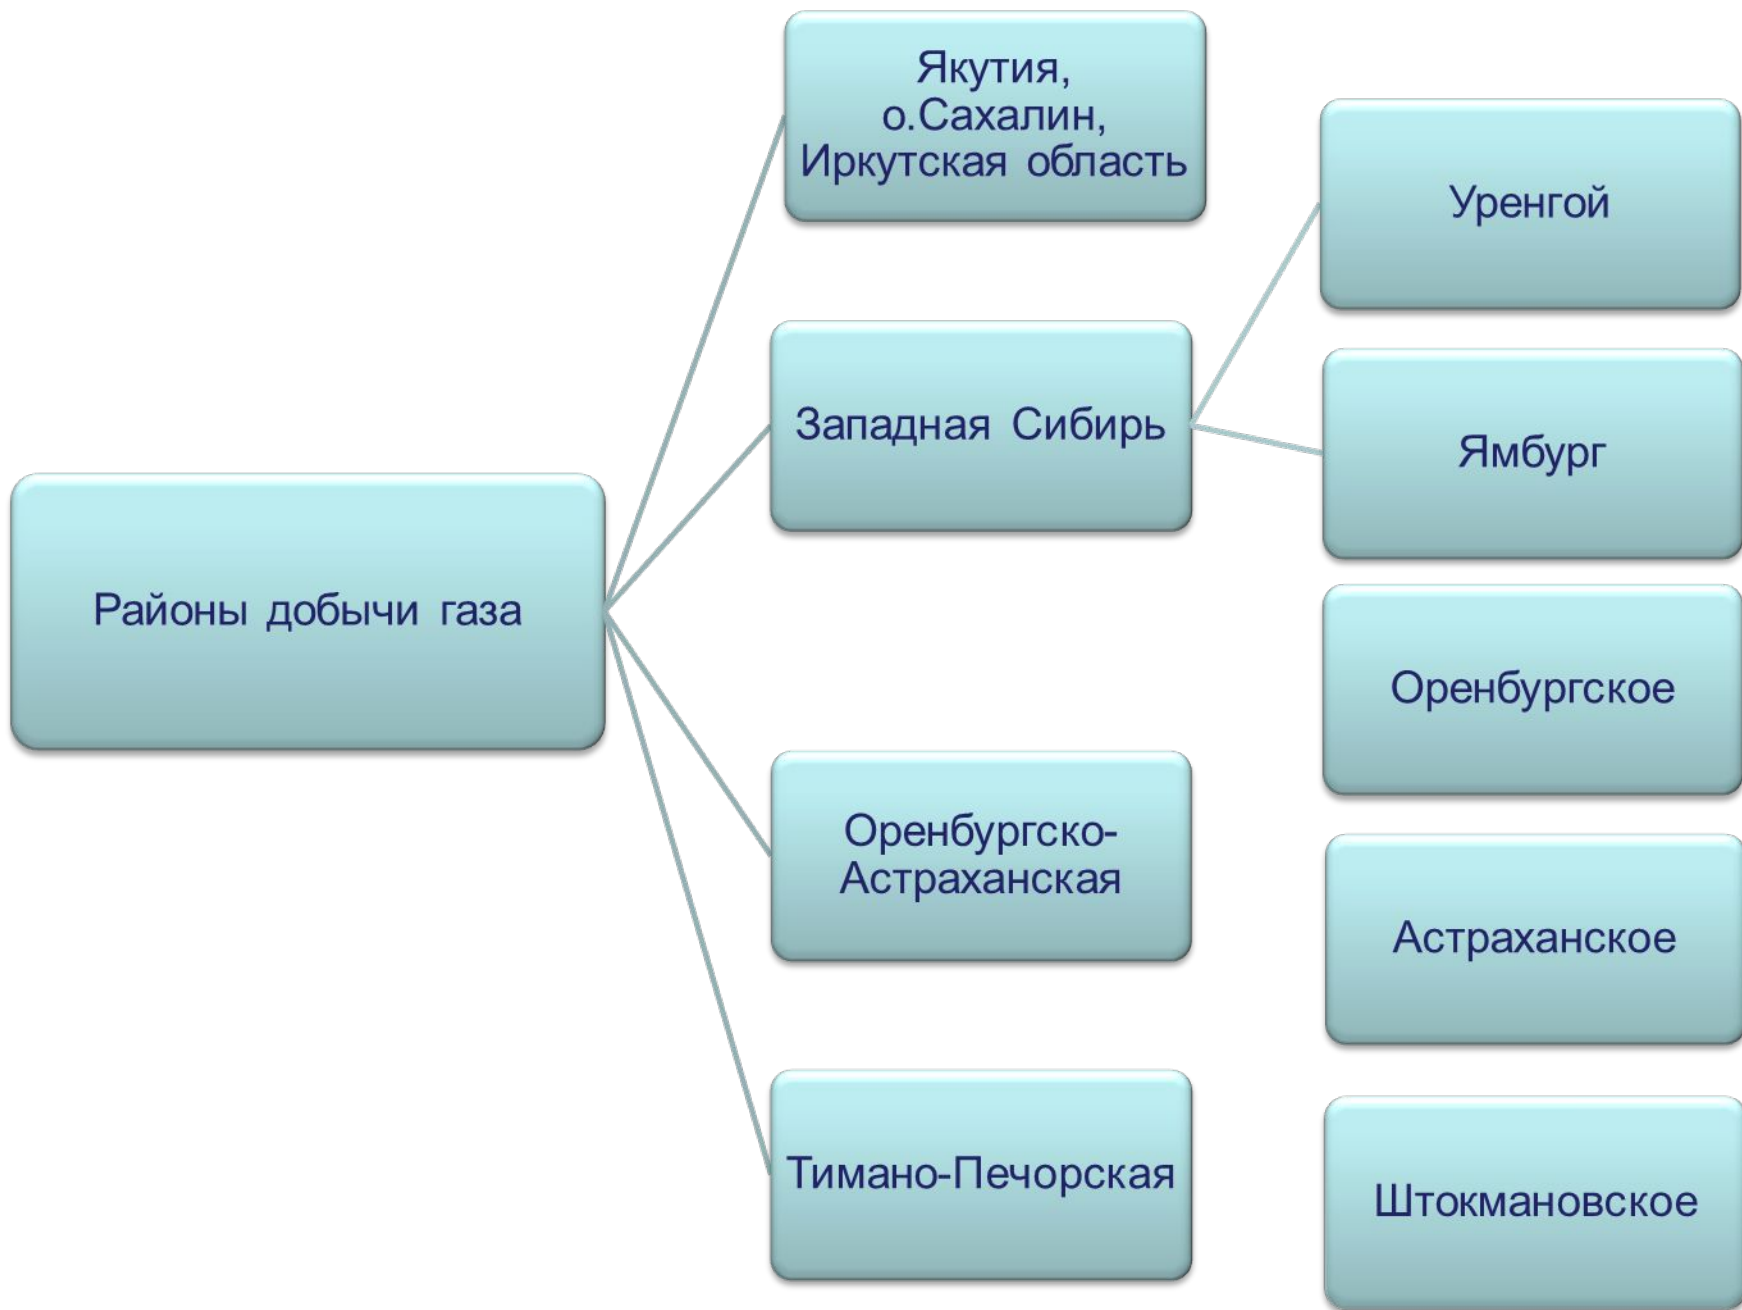 Районы добычи газа
Якутия,
о.Сахалин,
Иркутская область
Западная Сибирь
Оренбургско-
Астраханская
Тимано-Печорская
Уренгой
Ямбург
Оренбургское
Астраханское
Штокмановское